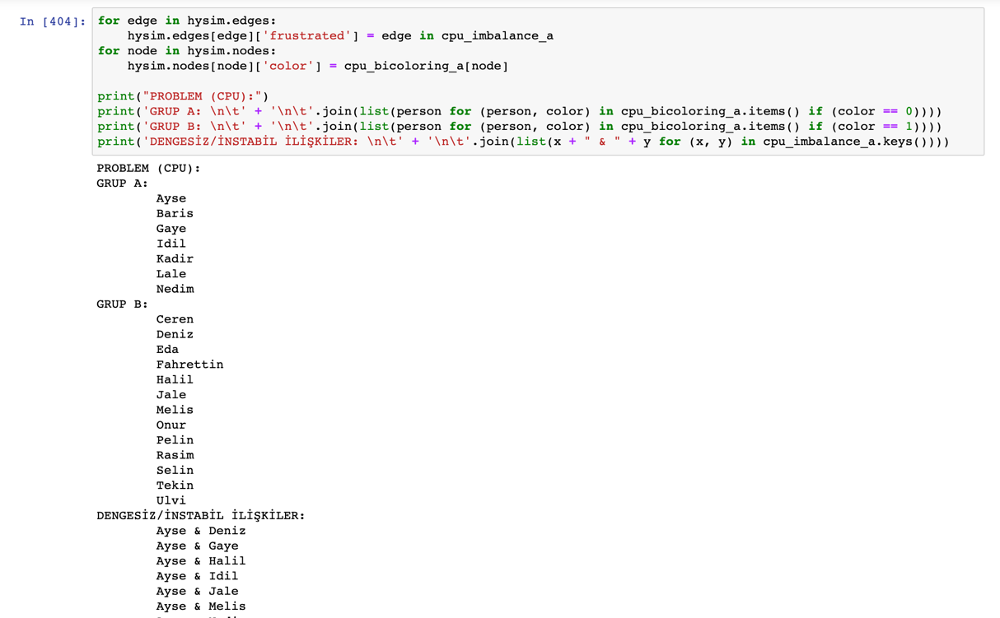 In [404]: for edge in hysim.edges:
hysim.edges[edge]['frustrated'] = edge in cpu_imbalance_a
for node in hysim.nodes:
hysim.nodes[node]['color'] = cpu_bicoloring_a[node]
print("PROBLEM (CPU):")
print('GRUP A: \n\t' + '\n\t'.join(list(person for (person, color) in cpu_bicoloring_a.items() if (color == 0))))
print('GRUP B: \n\t' + '\n\t'.join(list(person for (person, color) in cpu_bicoloring_a.items() if (color == 1))))
print('DENGESİZ/İNSTABİL İLİŞKİLER: \n\t' + '\n\t'.join(list(x + " & " + y for (x, y) in cpu_imbalance_a.keys())))
PROBLEM (CPU):
GRUP A:
Ayse
Baris
Gaye
Idil
Kadir
Lale
Nedim
GRUP B:
Ceren
Deniz
Eda
Fahrettin
Halil
Jale
Melis
Onur
Pelin
Rasim
Selin
Tekin
Ulvi
DENGESİZ/İNSTABİL İLİŞKİLER:
Ayse & Deniz
Ayse & Gaye
Ayse & Halil
Ayse & Idil
Ayse & Jale
Ayse & Melis